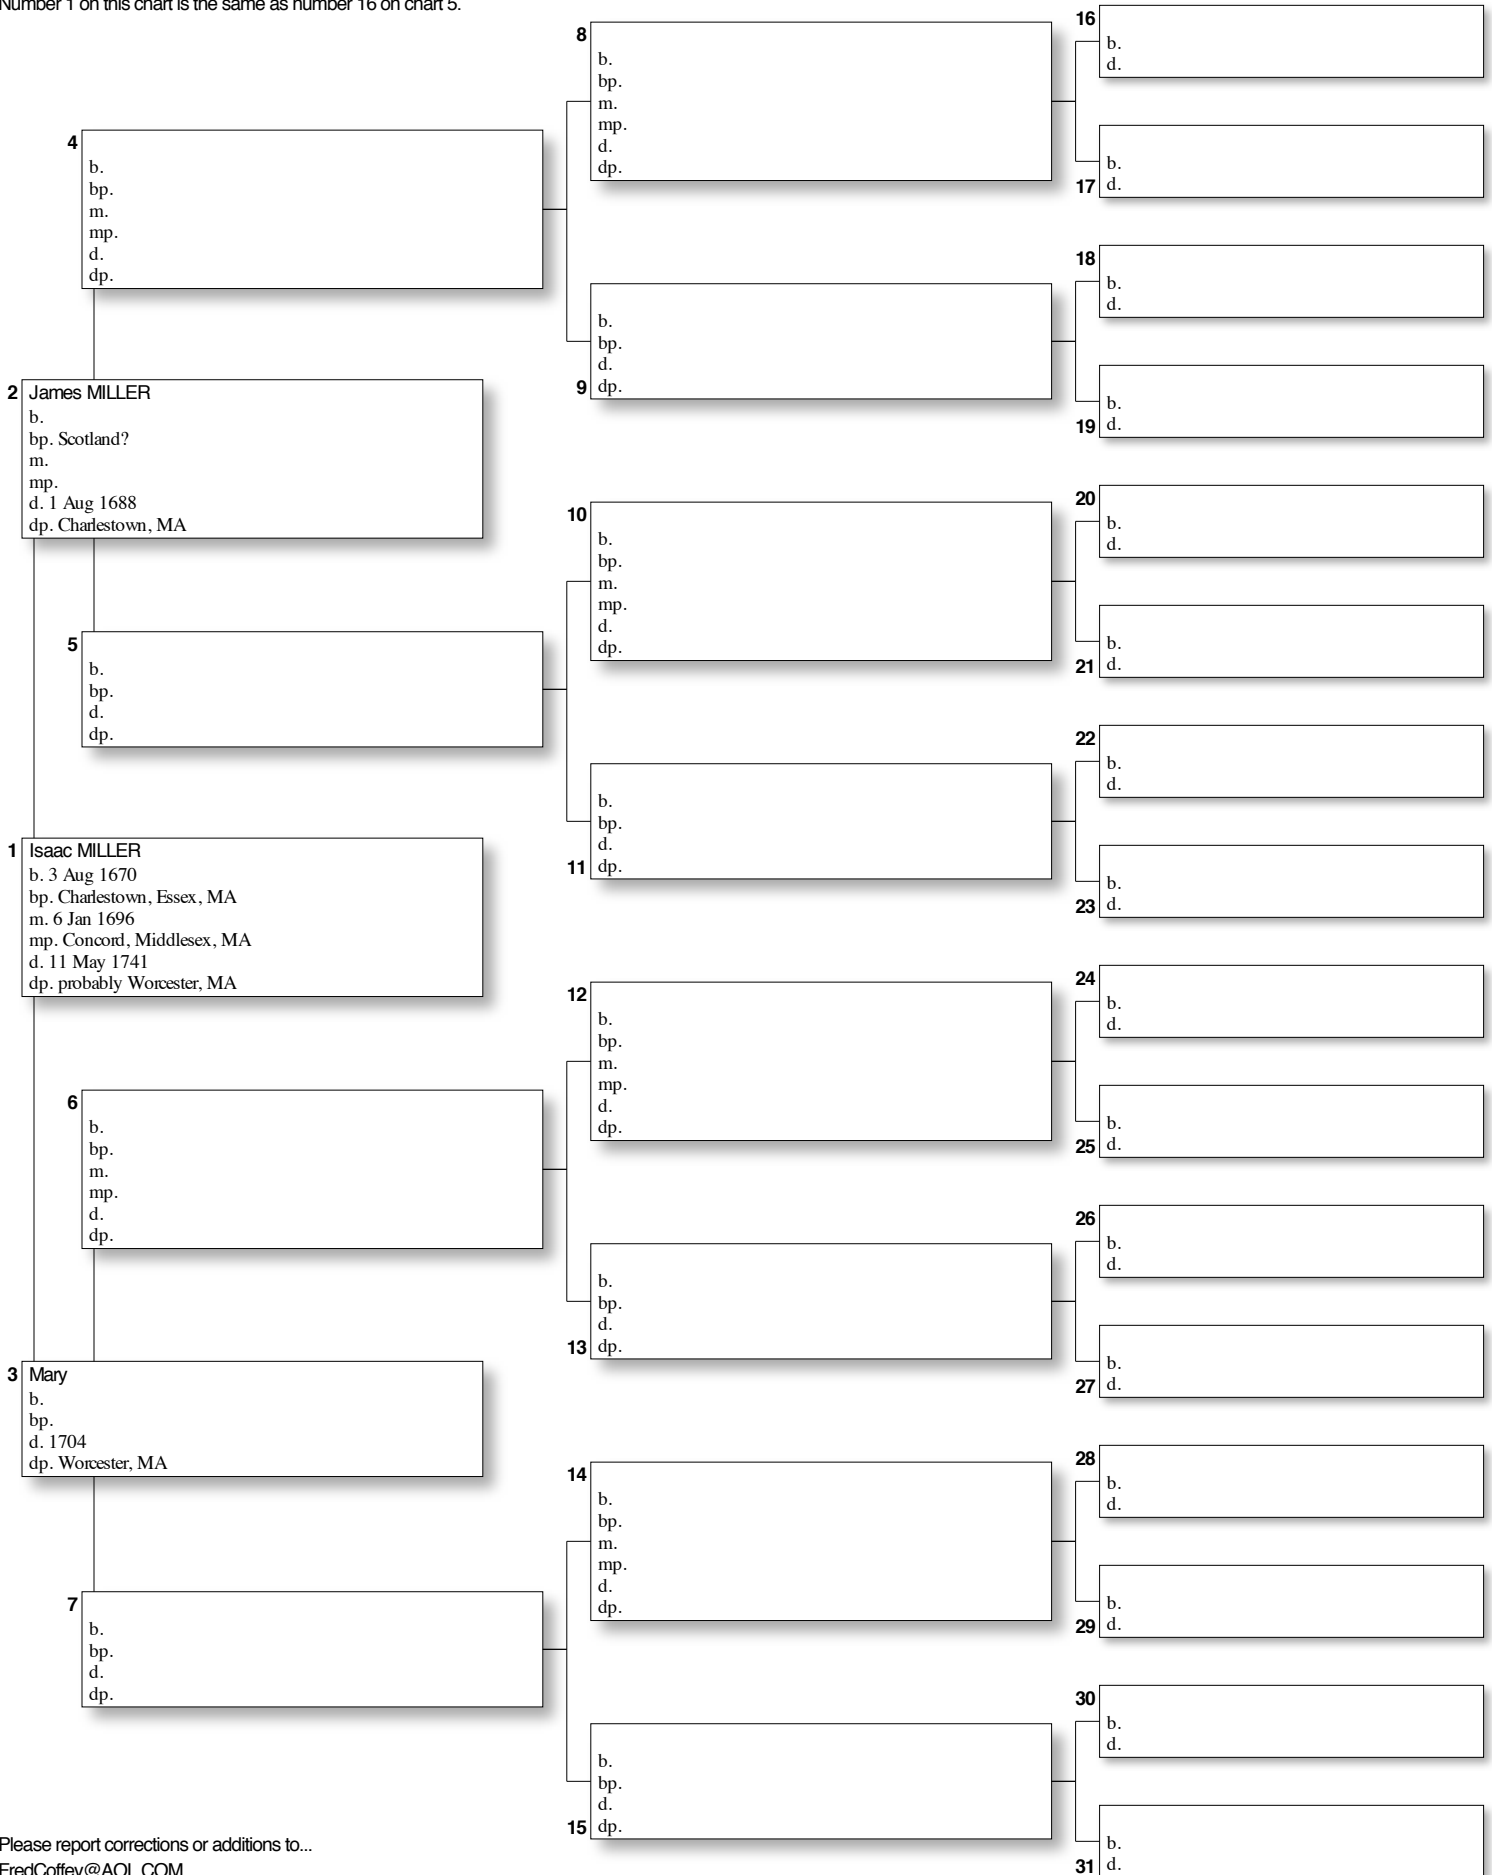 Number 1 on this chart is the same as number 16 on chart 5.
4
b.
bp.
m.
mp.
d.
dp.
2 James MILLER
b.
bp. Scotland?
m.
mp.
d. 1 Aug 1688
dp. Charlestown, MA
5
b.
bp.
d.
dp.
1 Isaac MILLER
b. 3 Aug 1670
bp. Charlestown, Essex, MA
m. 6 Jan 1696
mp. Concord, Middlesex, MA
d. 11 May 1741
dp. probably Worcester, MA
6
b.
bp.
m.
mp.
d.
dp.
3 Mary
b.
bp.
d. 1704
dp. Worcester, MA
7
b.
bp.
d.
dp.
8
b.
bp.
m.
mp.
d.
dp.
b.
bp.
d.
9 dp.
10
b.
bp.
m.
mp.
d.
dp.
b.
bp.
d.
11 dp.
12
b.
bp.
m.
mp.
d.
dp.
b.
bp.
d.
13 dp.
14
b.
bp.
m.
mp.
d.
dp.
b.
bp.
d.
15 dp.
16
b.
d.
b.
17 d.
18
b.
d.
b.
19 d.
20
b.
d.
b.
21 d.
22
b.
d.
b.
23 d.
24
b.
d.
b.
25 d.
26
b.
d.
b.
27 d.
28
b.
d.
b.
29 d.
30
b.
d.
b.
31 d.
Please report corrections or additions to...
FredCoffey@AOL.COM